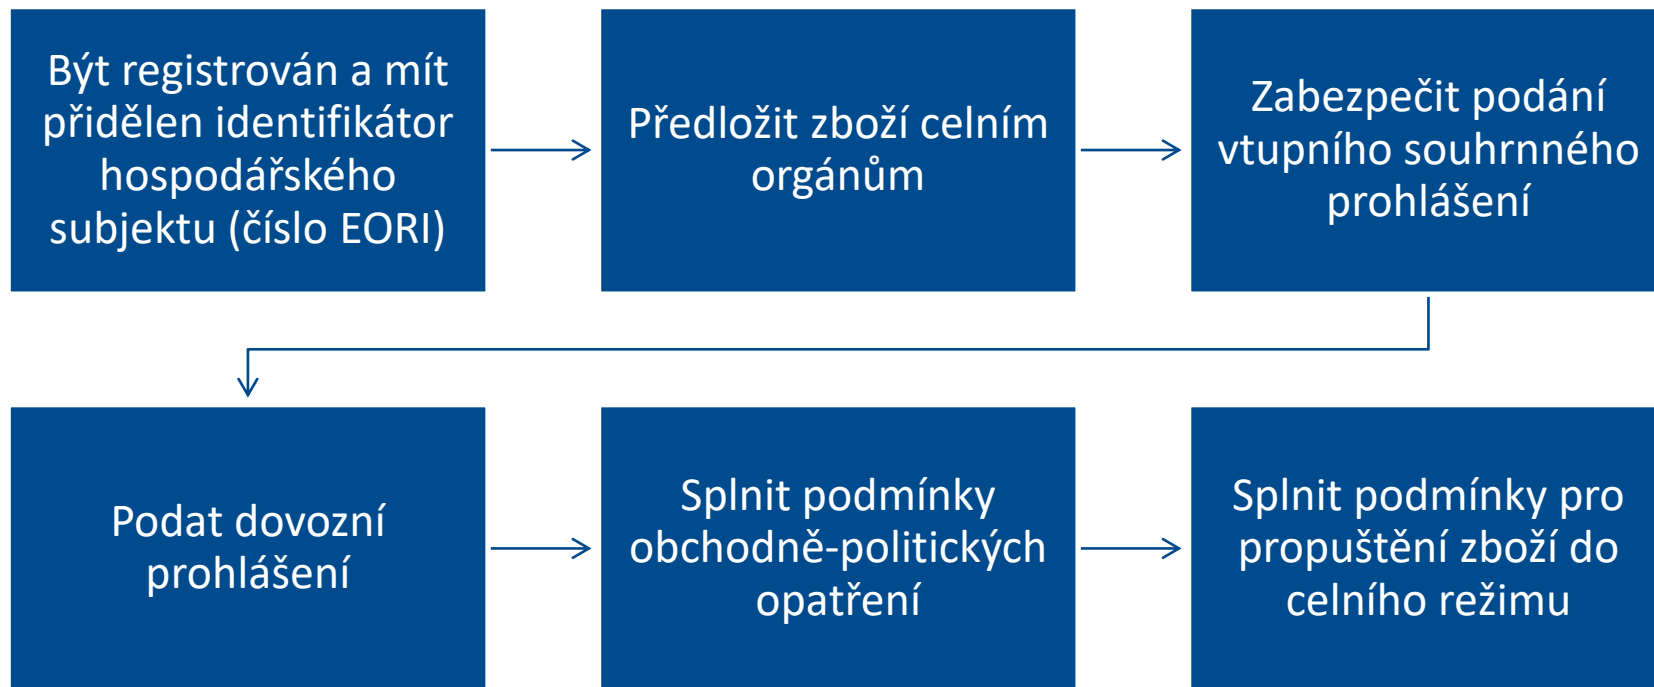 Být registrován a mít
přidělen identifikátor
hospodářského
subjektu (číslo EORI)
Předložit zboží celním
orgánům
Zabezpečit podání
vtupního souhrnného
prohlášení
Podat dovozní
prohlášení
Splnit podmínky
obchodně-politických
opatření
Splnit podmínky pro
propuštění zboží do
celního režimu